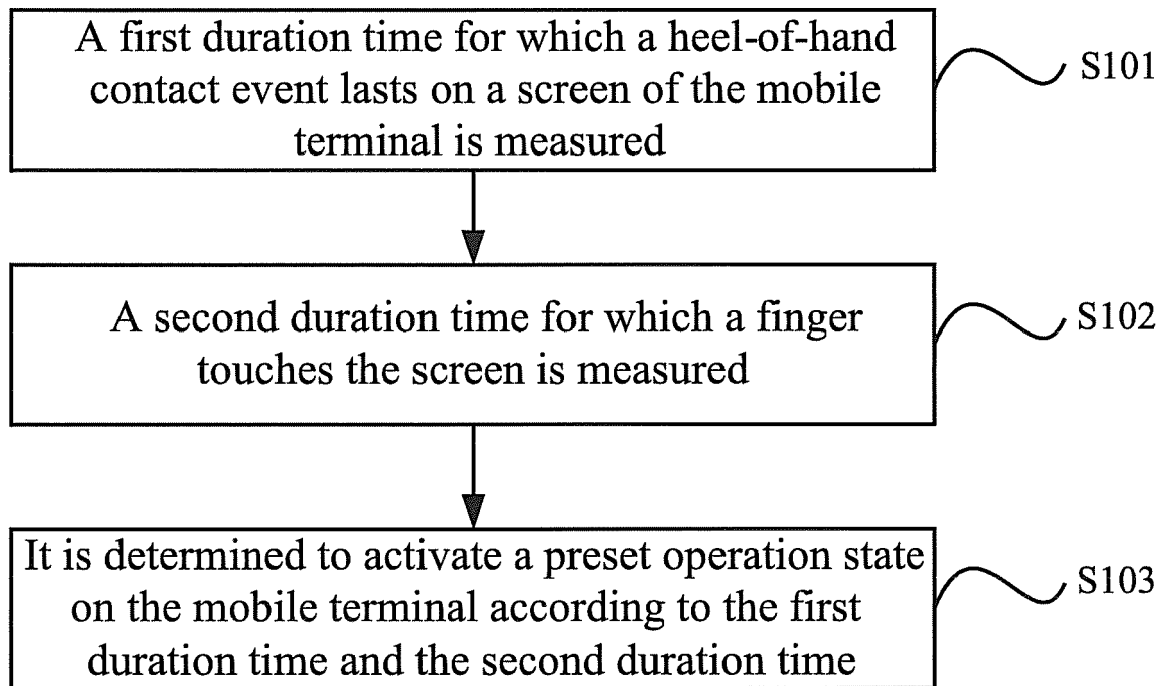 A first duration time for which a heel-of-hand
contact event lasts on a screen of the mobile
terminal is measured
S101
A second duration time for which a finger
touches the screen is measured
S102
It is determined to activate a preset operation state
on the mobile terminal according to the first
duration time and the second duration time
S103